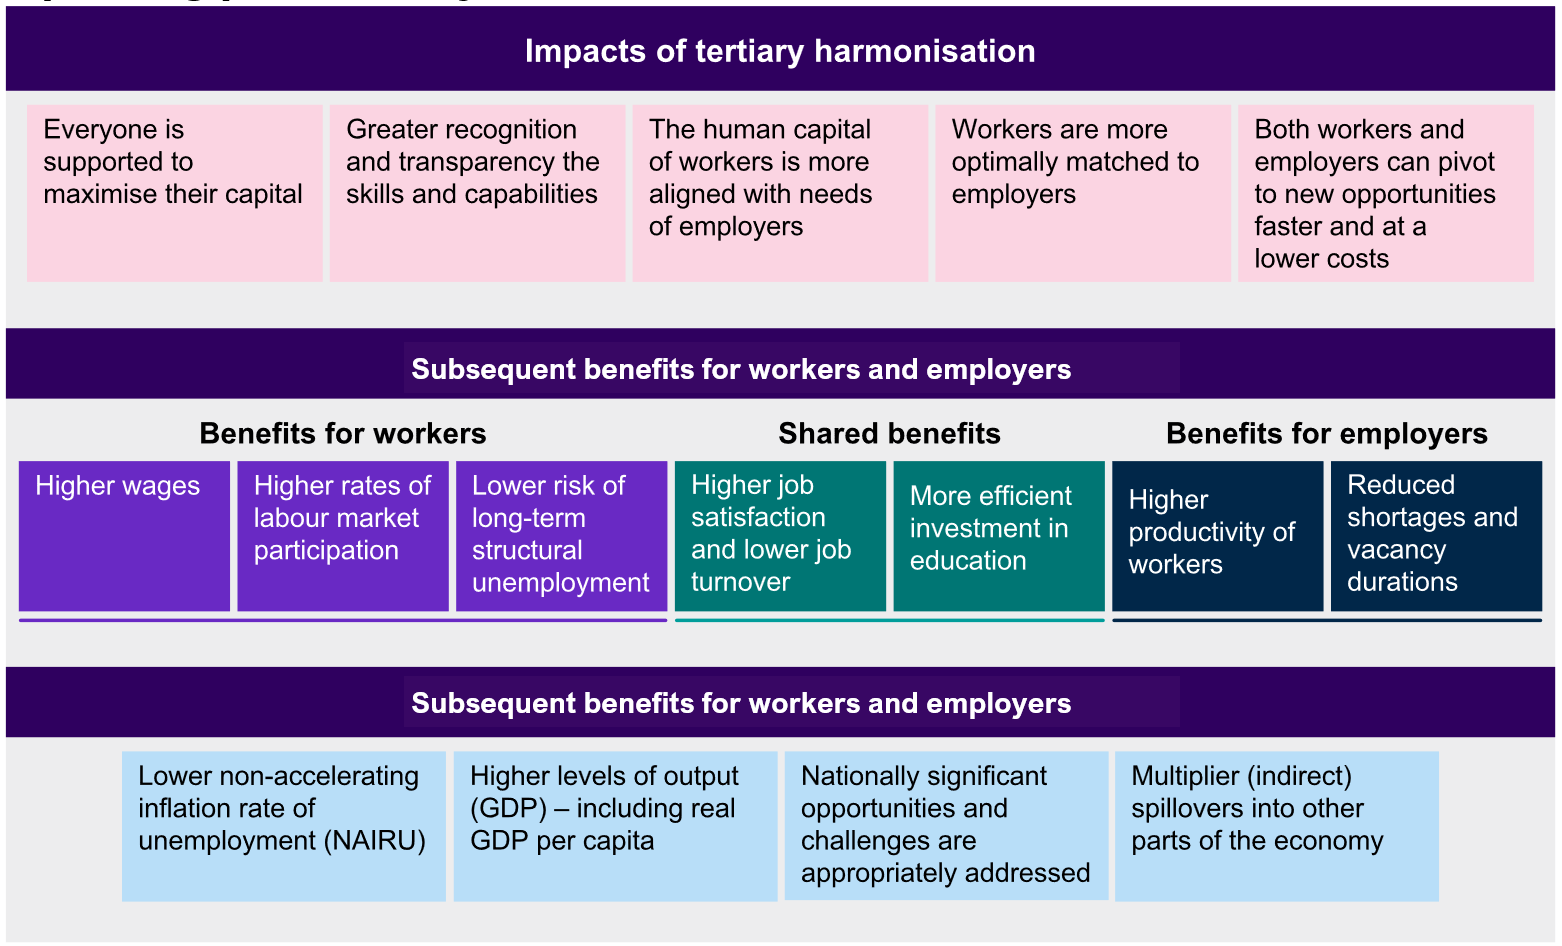 Impacts of tertiary harmonisation
Everyone is
supported to
maximise their capital
Greater recognition
and transparency the
skills and capabilities
The human capital
of workers is more
aligned with needs
of employers
Workers are more
optimally matched to
employers
Both workers and
employers can pivot
to new opportunities
faster and at a
lower costs
Subsequent benefits for workers and employers
Benefits for workers
Higher wages
Higher rates of
labour market
participation
Lower risk of
long-term
structural
unemployment
Shared benefits
Higher job
satisfaction
and lower job
turnover
More efficient
investment in
education
Benefits for employers
Higher
productivity of
workers
Reduced
shortages and
vacancy
durations
Subsequent benefits for workers and employers
Lower non-accelerating
inflation rate of
unemployment (NAIRU)
Higher levels of output
(GDP) – including real
GDP per capita
Nationally significant
opportunities and
challenges are
appropriately addressed
Multiplier (indirect)
spillovers into other
parts of the economy